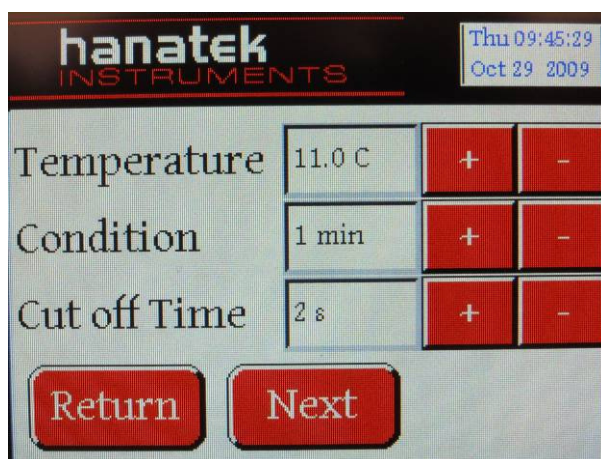 hanatek
INSTRUMENTS
Thu 09:45:29
Oct 29 2009
Temperature 11.0 C + -
Condition 1 min + -
Cut off Time 2 s + -
Return Next